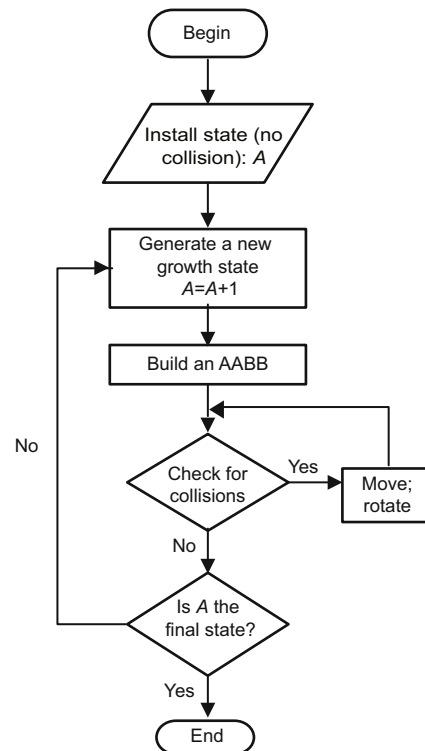 Begin
Install state (no
collision): A
Generate a new
growth state
A=A+1
Build an AABB
No
Check for
collisions
Yes
Move;
rotate
No
Is A the
final state?
Yes
End